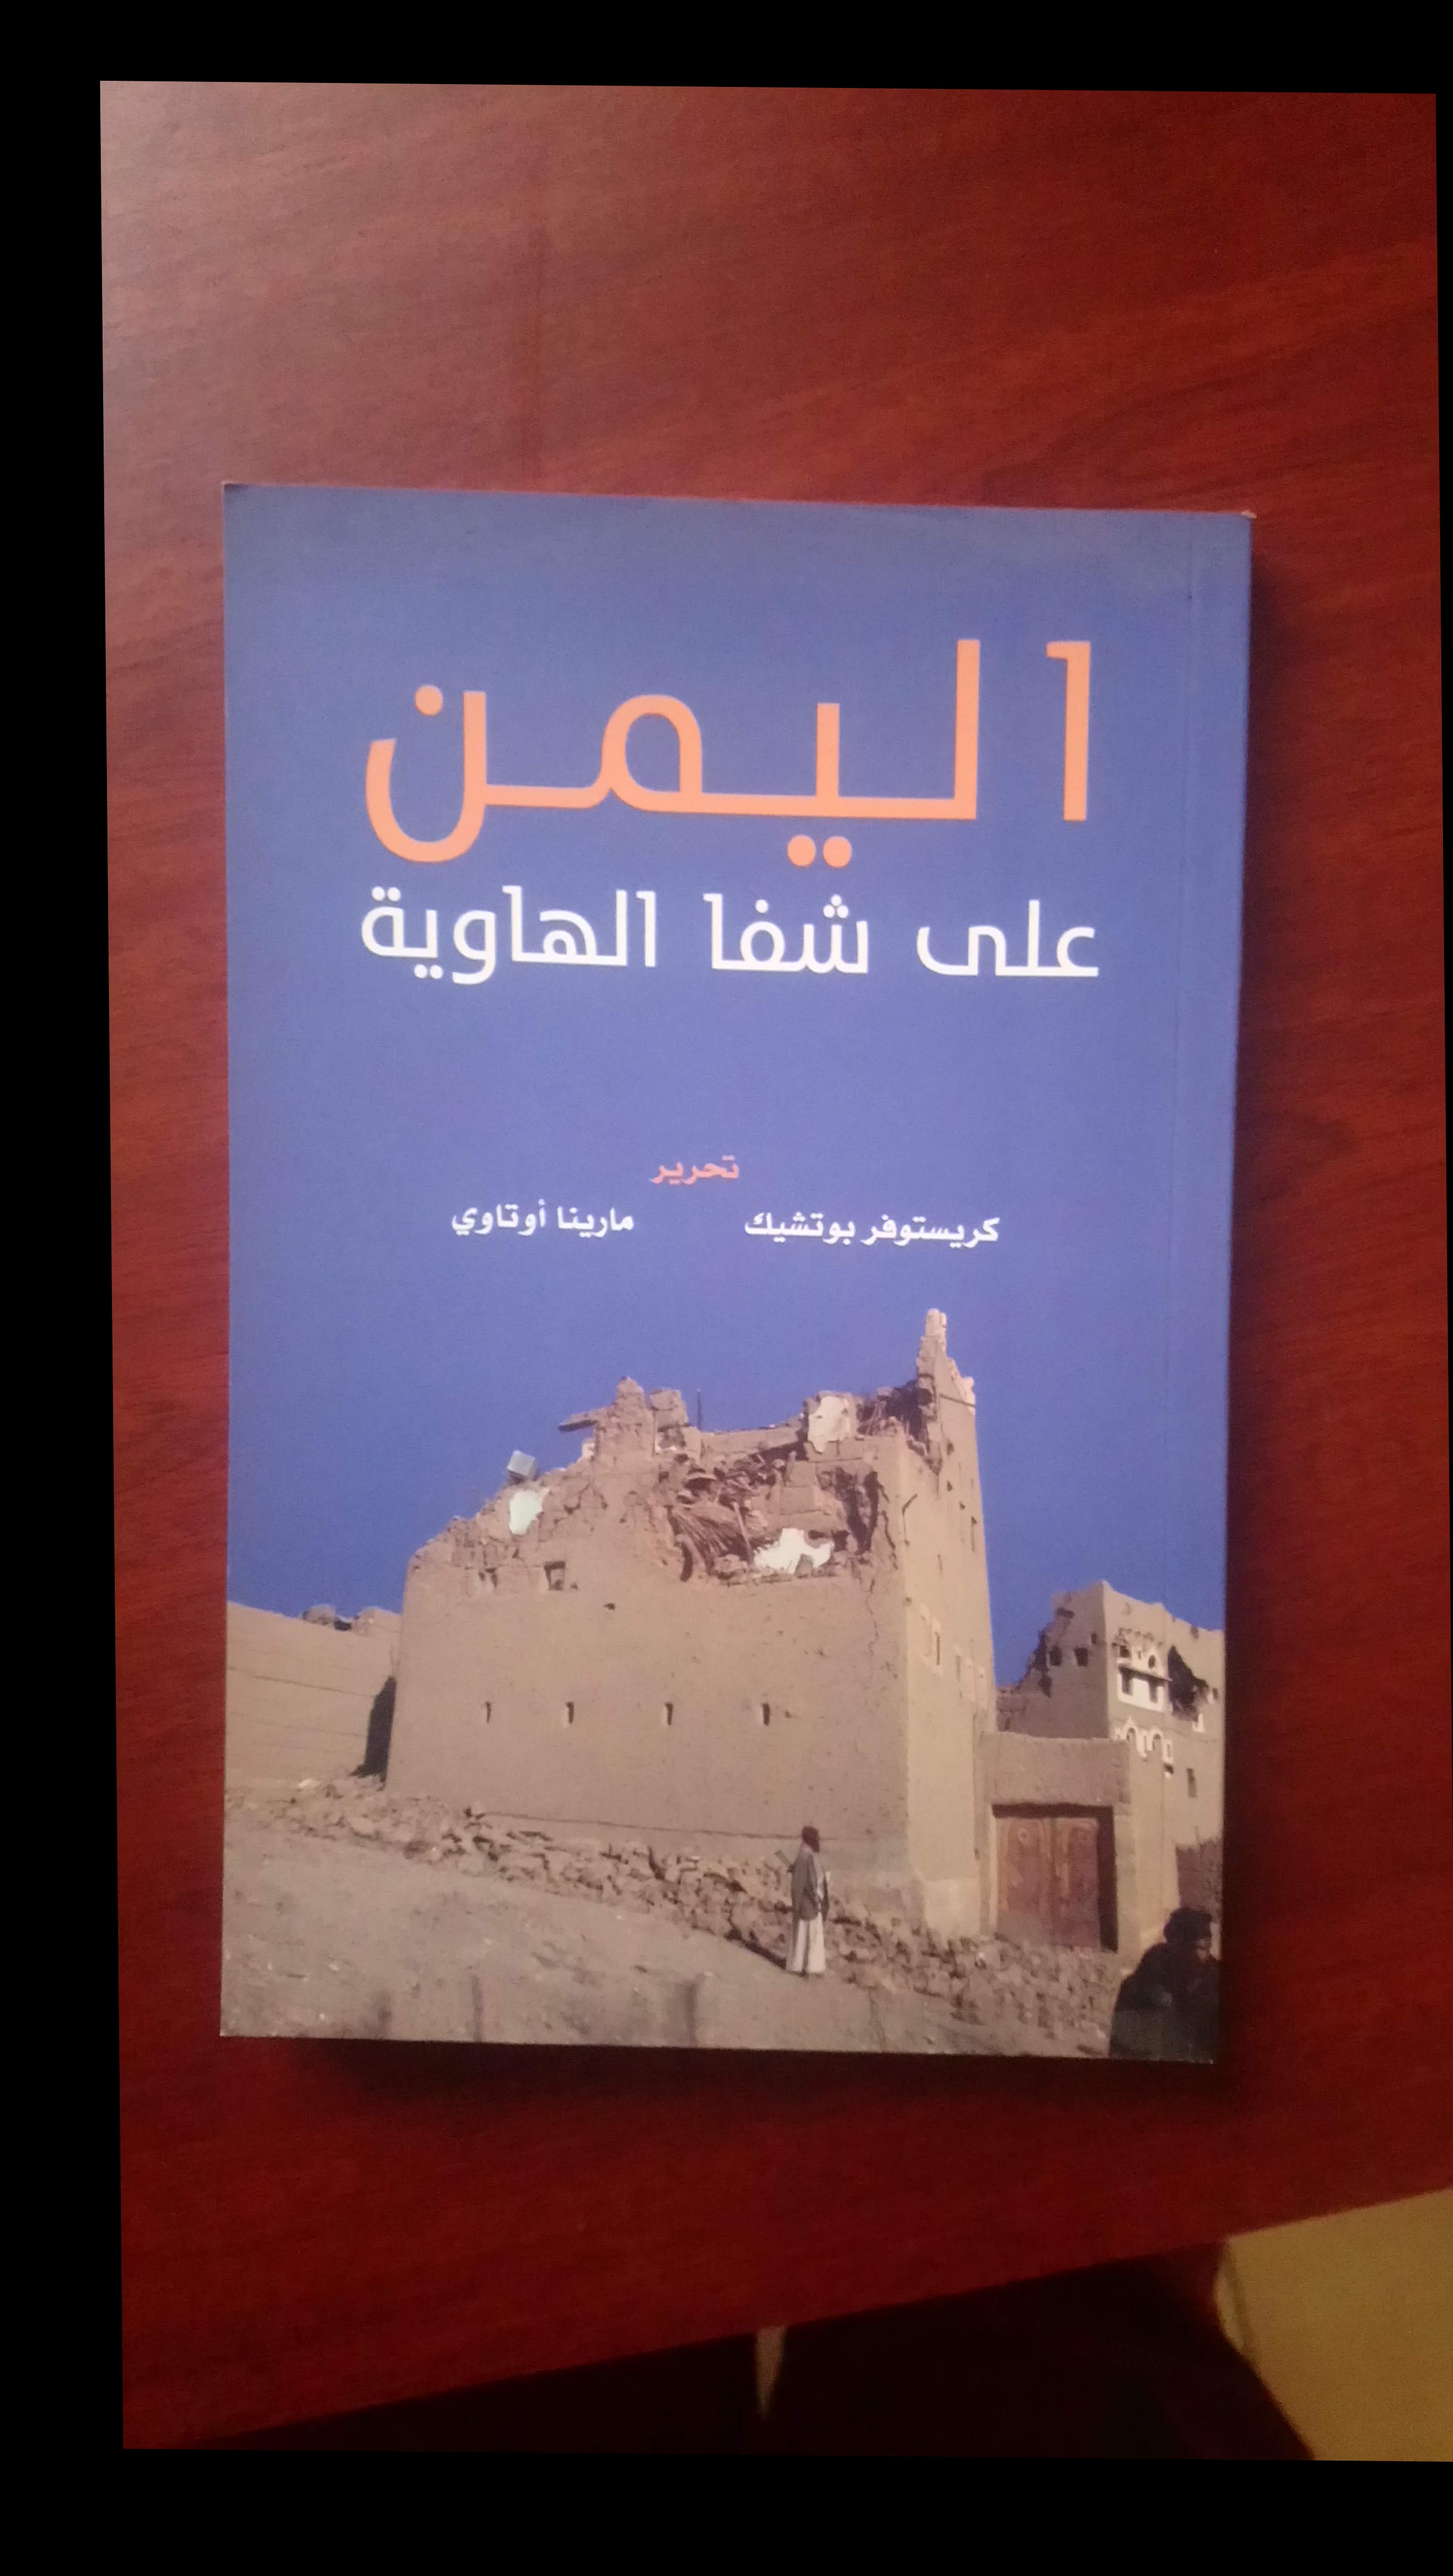 اليمن
على شفا الهاوية
تحرير
كريستوفر بوتشيك مارينا أوتاوي